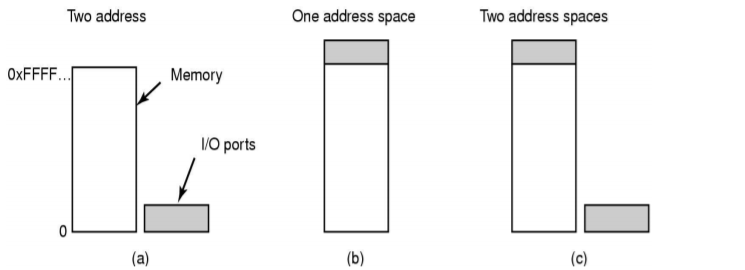 Two address
One address space
Two address spaces
0xFFFF…
Memory
I/O ports
0
(a)
(b)
(c)